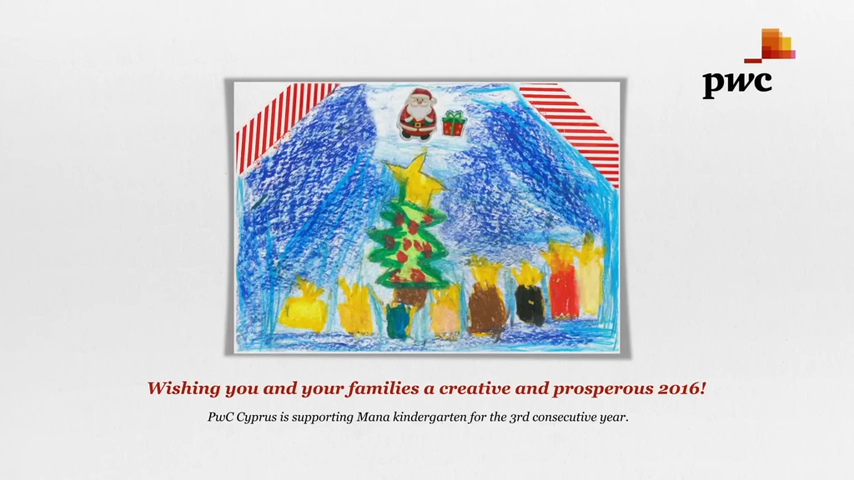 pwc
Wishing you and your families a creative and prosperous 2016!
PwC Cyprus is supporting Mana kindergarten for the 3rd consecutive year.